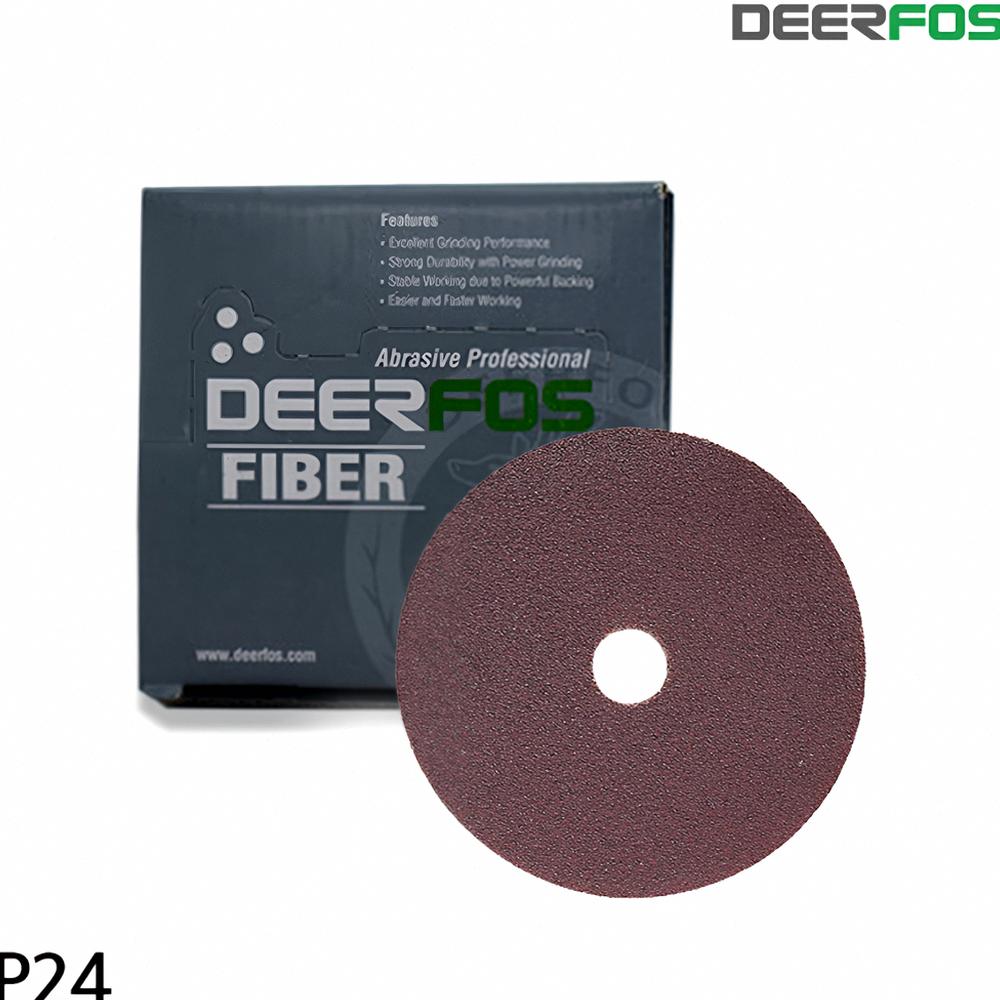 DEERFOS
Features
• Excellent Grinding Performance
• Strong Durability with Power Grinding
• Stable Working due to Powerful Backing
• Easier and Faster Working
Abrasive Professional
DEERFOS
FIBER
www.deerfos.com
P24